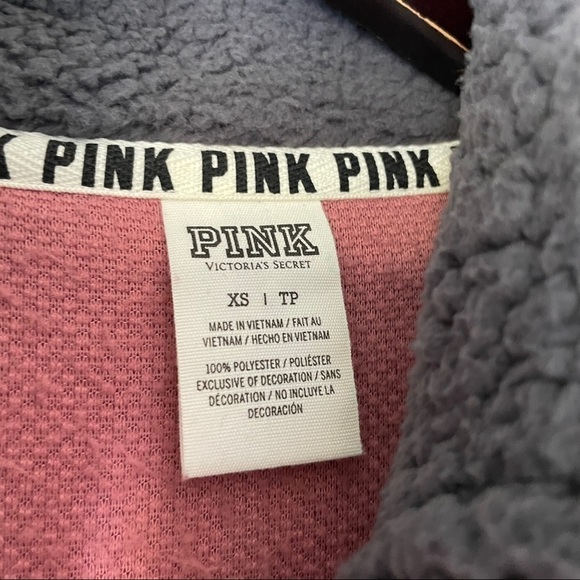 K PINK PINK PINK
PINK
VICTORIA'S SECRET
XS | TP
MADE IN VIETNAM / FAIT AU
VIETNAM / HECHO EN VIETNAM
100% POLYESTER / POLIÉSTER
EXCLUSIVE OF DECORATION / SANS
DÉCORATION / NO INCLUYE LA
DECORACIÓN